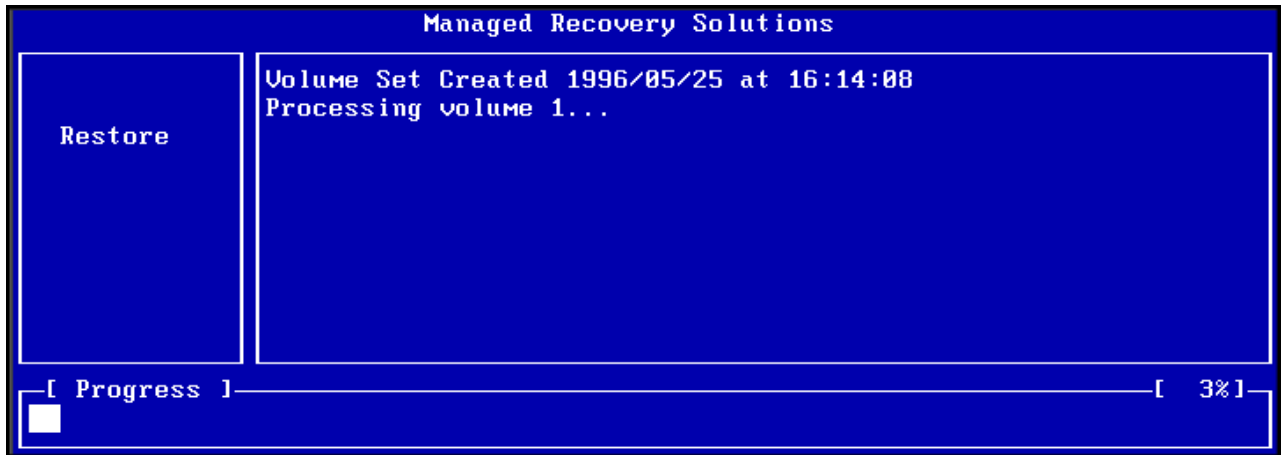 Managed Recovery Solutions
Restore
Volume Set Created 1996/05/25 at 16:14:08
Processing volume 1...
[ Progress ]
[ 3%]